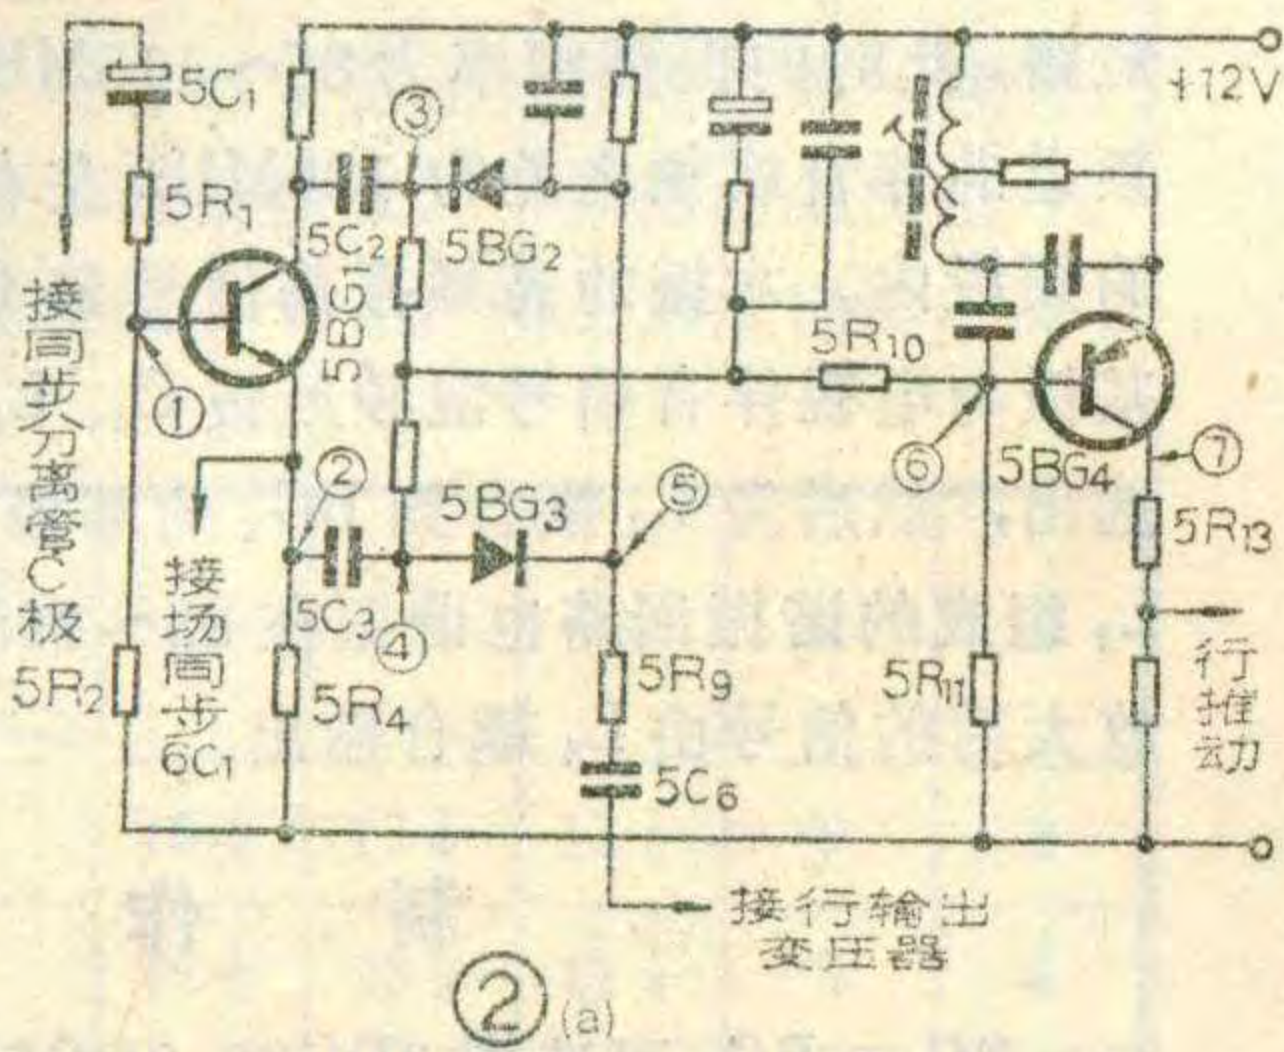 +12V
5C₁
③
5R₁
5C₂
5BG₂
5BG₁
接同步分离管C极
①
5R₁₀
⑥
5BG₄
⑦
②
5BG₃
⑤
5R₁₃
接场同步6C₁
5C₃
④
行推动
5R₂
5R₄
5R₉
5R₁₁
5C₆
接行输出
变压器
② (a)